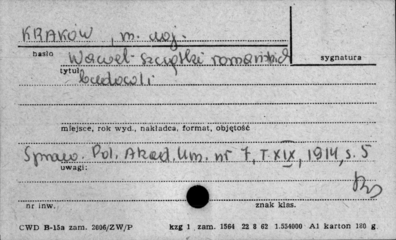 KRAKÓW, m. woj.
hasło Wawel - Szczątki romańskich sygnatura
tytuł budowli
miejsce, rok wyd., nakładca, format, objętość
Spraw. Pol. Akad. Um. nr 7, T. XIX, 1914, s. 5
uwagi:
nr inw. znak klas.
CWD B-15a zam. 2606/ZW/P kzg 1 zam. 1564 22 8 62 1.534000 A1 karton 180 g